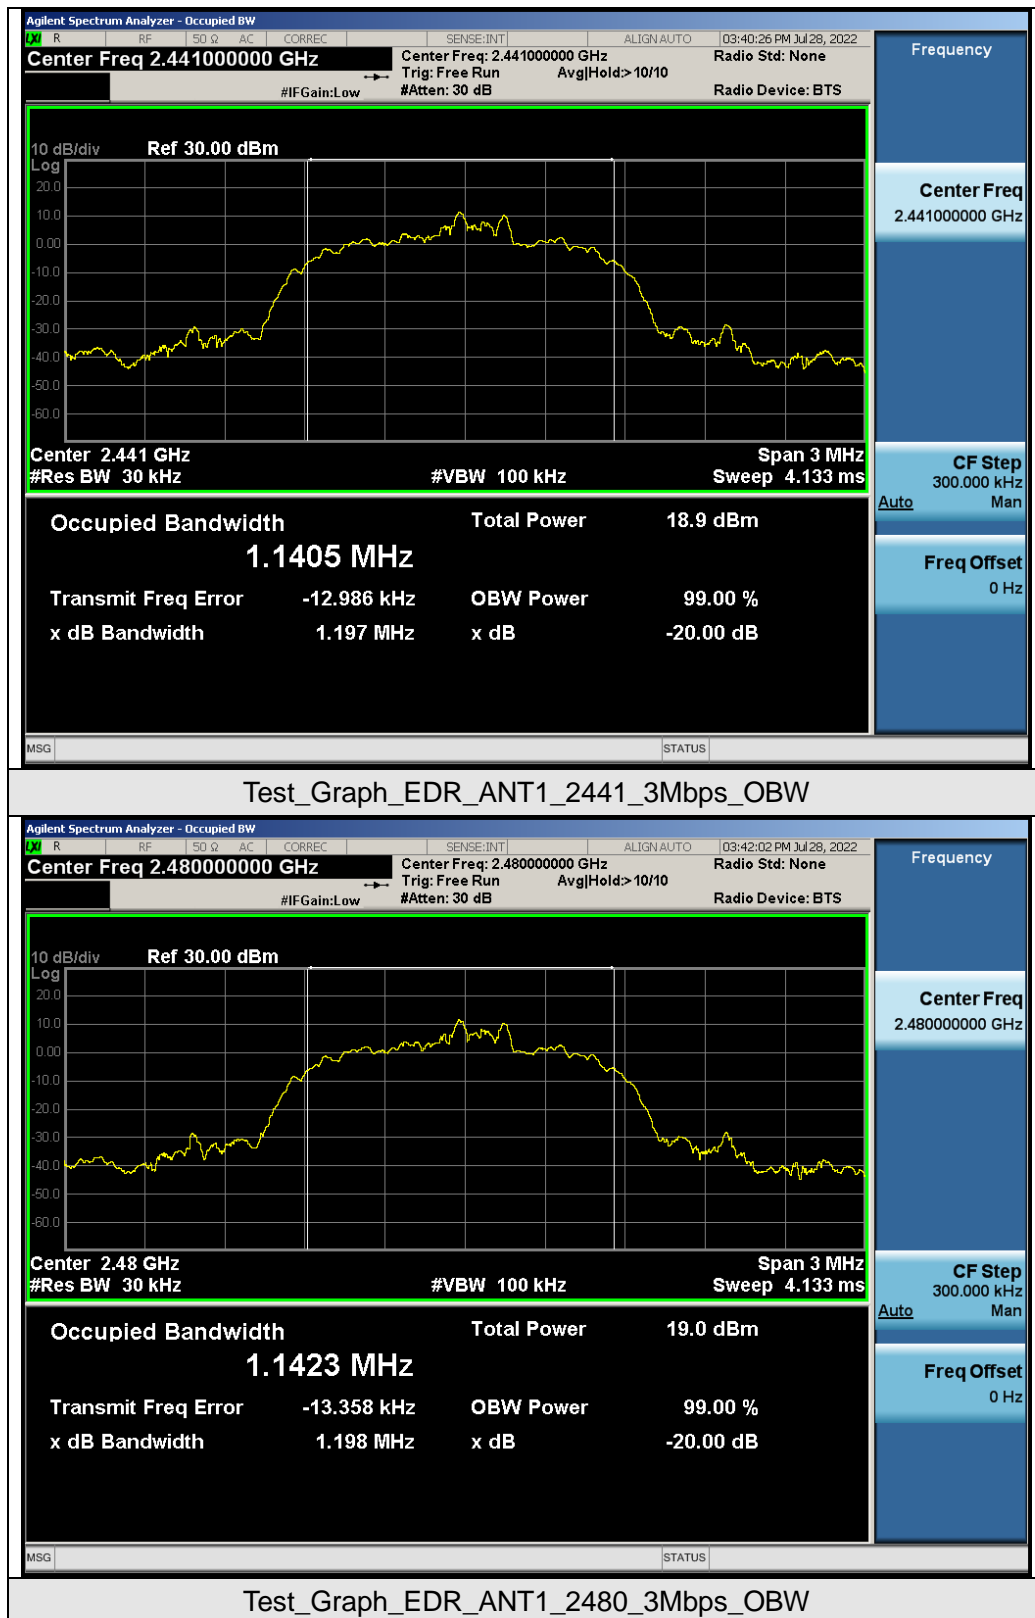 Agilent Spectrum Analyzer - Occupied BW
LXI R RF 50 Ω AC CORREC SENSE:INT ALIGN AUTO 03:40:26 PM Jul 28, 2022
Center Freq 2.441000000 GHz Center Freq: 2.441000000 GHz Radio Std: None
Trig: Free Run Avg|Hold:> 10/10
#IFGain:Low #Atten: 30 dB Radio Device: BTS
Frequency
10 dB/div Ref 30.00 dBm
Log
20.0
10.0
0.00
-10.0
-20.0
-30.0
-40.0
-50.0
-60.0
Center 2.441 GHz Span 3 MHz
#Res BW 30 kHz #VBW 100 kHz Sweep 4.133 ms
Center Freq
2.441000000 GHz
CF Step
300.000 kHz
Auto Man
Freq Offset
0 Hz
Occupied Bandwidth Total Power 18.9 dBm
1.1405 MHz
Transmit Freq Error -12.986 kHz OBW Power 99.00 %
x dB Bandwidth 1.197 MHz x dB -20.00 dB
MSG STATUS
Test_Graph_EDR_ANT1_2441_3Mbps_OBW
Agilent Spectrum Analyzer - Occupied BW
LXI R RF 50 Ω AC CORREC SENSE:INT ALIGN AUTO 03:42:02 PM Jul 28, 2022
Center Freq 2.480000000 GHz Center Freq: 2.480000000 GHz Radio Std: None
Trig: Free Run Avg|Hold:> 10/10
#IFGain:Low #Atten: 30 dB Radio Device: BTS
Frequency
10 dB/div Ref 30.00 dBm
Log
20.0
10.0
0.00
-10.0
-20.0
-30.0
-40.0
-50.0
-60.0
Center 2.48 GHz Span 3 MHz
#Res BW 30 kHz #VBW 100 kHz Sweep 4.133 ms
Center Freq
2.480000000 GHz
CF Step
300.000 kHz
Auto Man
Freq Offset
0 Hz
Occupied Bandwidth Total Power 19.0 dBm
1.1423 MHz
Transmit Freq Error -13.358 kHz OBW Power 99.00 %
x dB Bandwidth 1.198 MHz x dB -20.00 dB
MSG STATUS
Test_Graph_EDR_ANT1_2480_3Mbps_OBW